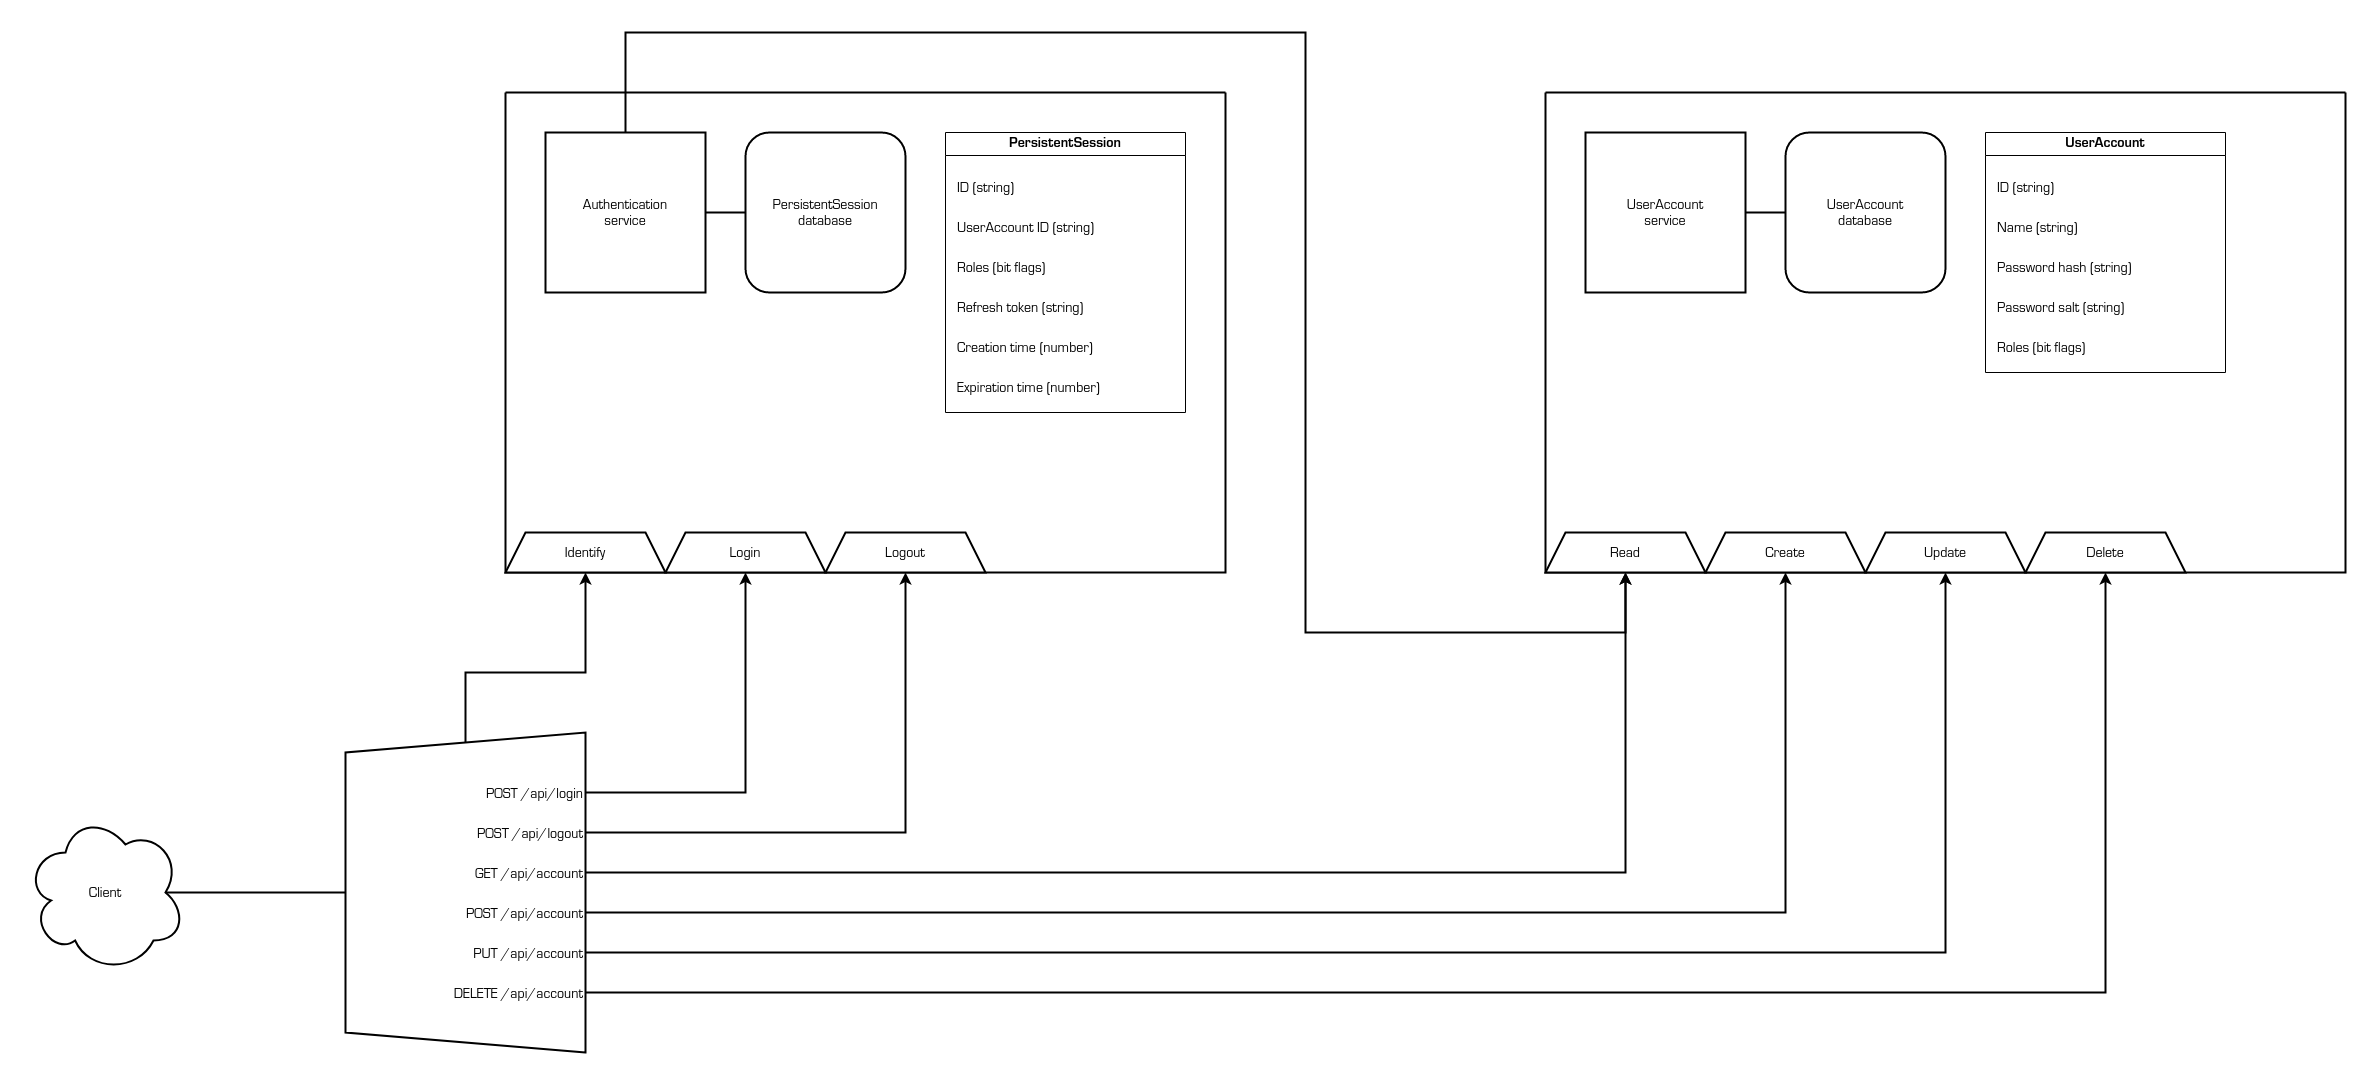 Authentication
service
PersistentSession
database
PersistentSession
ID (string)
UserAccount ID (string)
Roles (bit flags)
Refresh token (string)
Creation time (number)
Expiration time (number)
Identify
Login
Logout
UserAccount
service
UserAccount
database
UserAccount
ID (string)
Name (string)
Password hash (string)
Password salt (string)
Roles (bit flags)
Read
Create
Update
Delete
Client
POST /api/login
POST /api/logout
GET /api/account
POST /api/account
PUT /api/account
DELETE /api/account